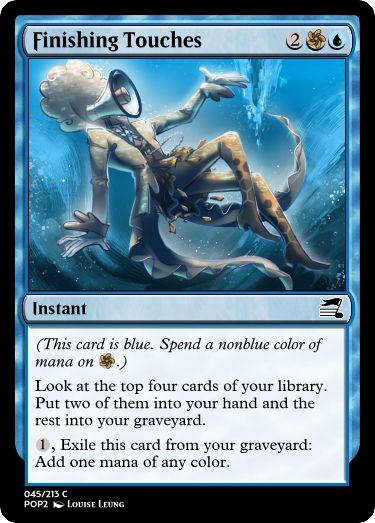 Finishing Touches 2
Instant
(This card is blue. Spend a nonblue color of
mana on .)
Look at the top four cards of your library.
Put two of them into your hand and the
rest into your graveyard.
1, Exile this card from your graveyard:
Add one mana of any color.
045/213 C
POP2 Louise Leung